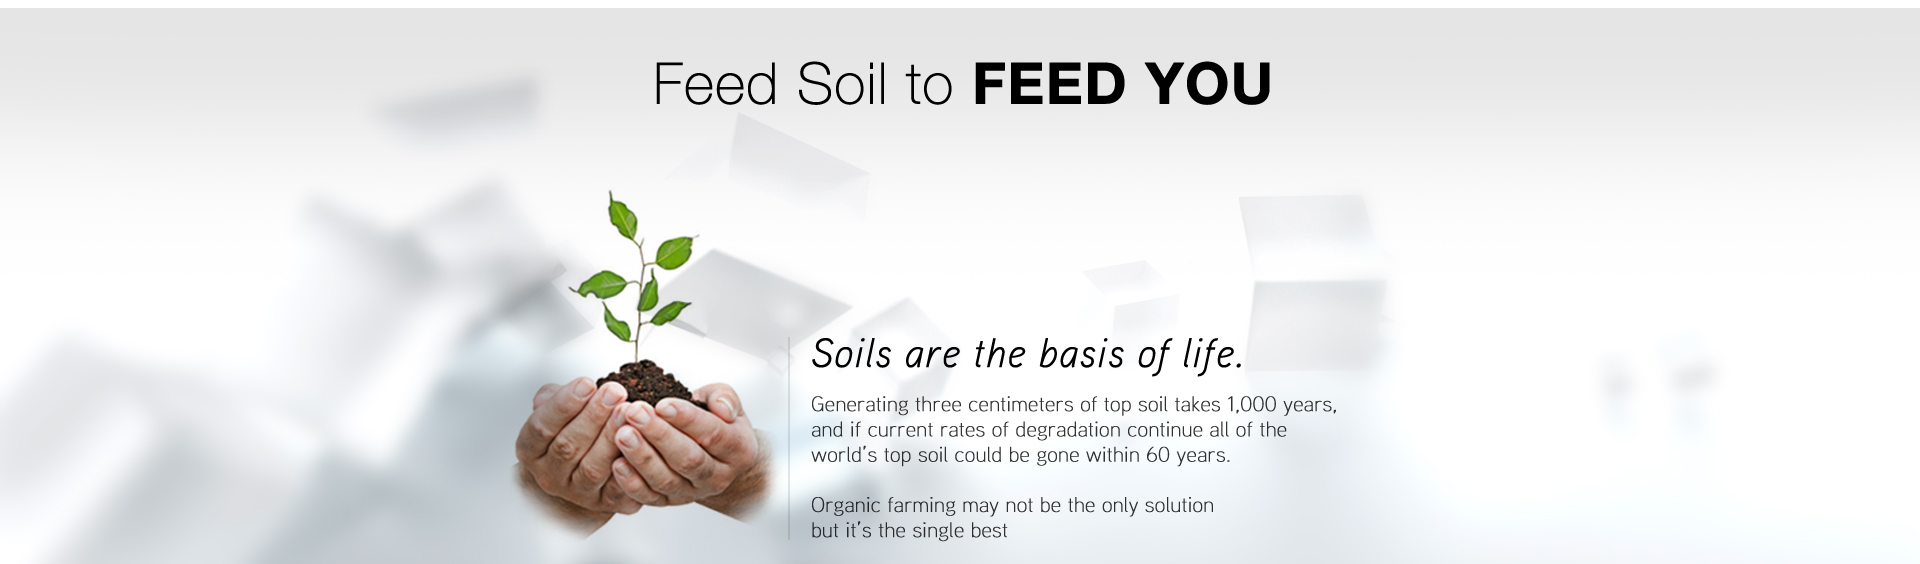 Feed Soil to FEED YOU
Soils are the basis of life.
Generating three centimeters of top soil takes 1,000 years,
and if current rates of degradation continue all of the
world's top soil could be gone within 60 years.
Organic farming may not be the only solution
but it's the single best